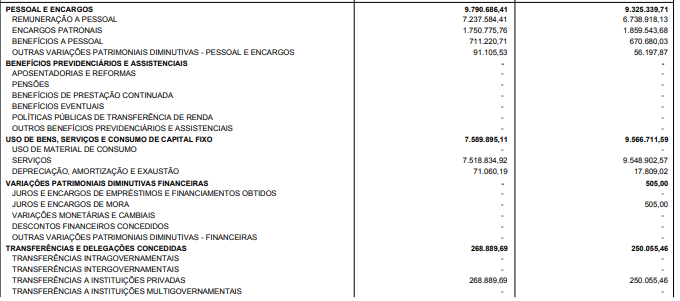 PESSOAL E ENCARGOS 9.790.686,41 9.325.339,71
REMUNERAÇÃO A PESSOAL 7.237.584,41 6.738.918,13
ENCARGOS PATRONAIS 1.750.775,76 1.859.543,68
BENEFÍCIOS A PESSOAL 711.220,71 670.680,03
OUTRAS VARIAÇÕES PATRIMONIAIS DIMINUTIVAS - PESSOAL E ENCARGOS 91.105,53 56.197,87
BENEFÍCIOS PREVIDENCIÁRIOS E ASSISTENCIAIS - -
APOSENTADORIAS E REFORMAS - -
PENSÕES - -
BENEFÍCIOS DE PRESTAÇÃO CONTINUADA - -
BENEFÍCIOS EVENTUAIS - -
POLÍTICAS PÚBLICAS DE TRANSFERÊNCIA DE RENDA - -
OUTROS BENEFÍCIOS PREVIDENCIÁRIOS E ASSISTENCIAIS - -
USO DE BENS, SERVIÇOS E CONSUMO DE CAPITAL FIXO 7.589.895,11 9.566.711,59
USO DE MATERIAL DE CONSUMO - -
SERVIÇOS 7.518.834,92 9.548.902,57
DEPRECIAÇÃO, AMORTIZAÇÃO E EXAUSTÃO 71.060,19 17.809,02
VARIAÇÕES PATRIMONIAIS DIMINUTIVAS FINANCEIRAS - 505,00
JUROS E ENCARGOS DE EMPRÉSTIMOS E FINANCIAMENTOS OBTIDOS - -
JUROS E ENCARGOS DE MORA - 505,00
VARIAÇÕES MONETÁRIAS E CAMBIAIS - -
DESCONTOS FINANCEIROS CONCEDIDOS - -
OUTRAS VARIAÇÕES PATRIMONIAIS DIMINUTIVAS - FINANCEIRAS - -
TRANSFERÊNCIAS E DELEGAÇÕES CONCEDIDAS 268.889,69 250.055,46
TRANSFERÊNCIAS INTRAGOVERNAMENTAIS - -
TRANSFERÊNCIAS INTERGOVERNAMENTAIS - -
TRANSFERÊNCIAS A INSTITUIÇÕES PRIVADAS 268.889,69 250.055,46
TRANSFERÊNCIAS A INSTITUIÇÕES MULTIGOVERNAMENTAIS - -